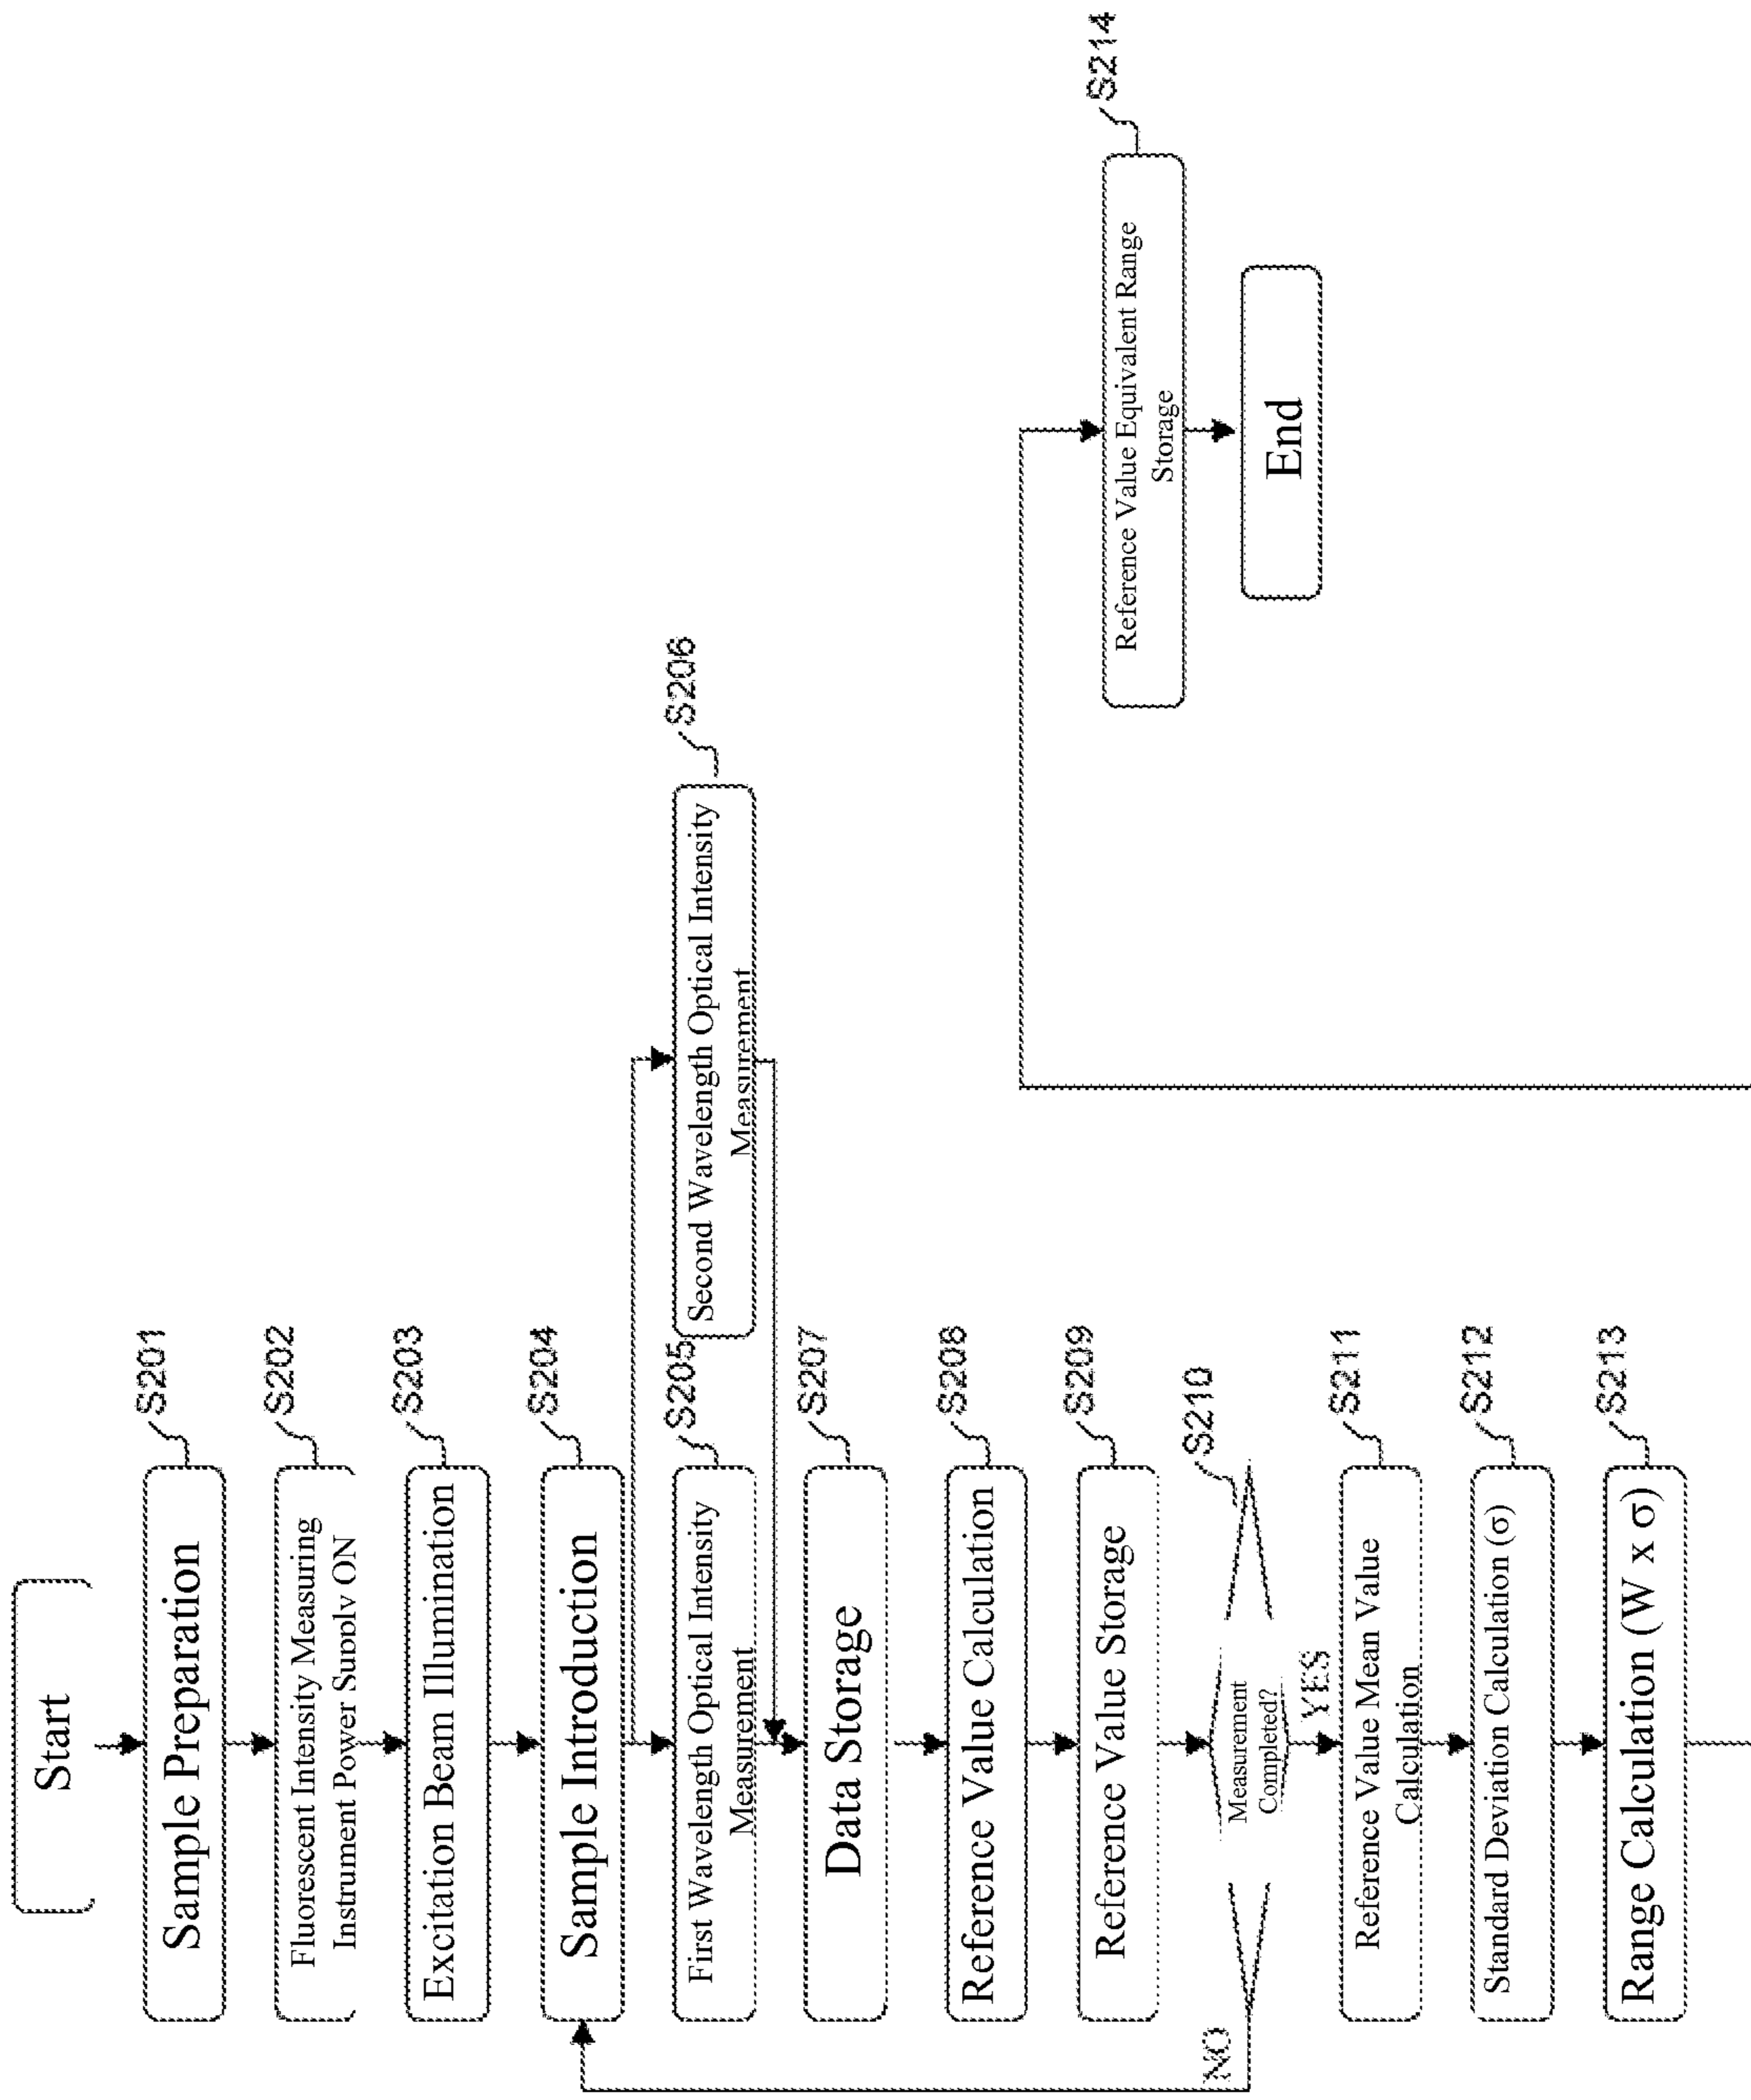 Start
Sample Preparation
S201
Fluorescent Intensity Measuring
Instrument Power Supply ON
S202
Excitation Beam Illumination
S203
Sample Introduction
S204
First Wavelength Optical Intensity
Measurement
S205
Second Wavelength Optical Intensity
Measurement
S206
Data Storage
S207
Reference Value Calculation
S208
Reference Value Storage
S209
Measurement
Completed?
S210
NO
YES
Reference Value Mean Value
Calculation
S211
Standard Deviation Calculation (σ)
S212
Range Calculation (W x σ)
S213
Reference Value Equivalent Range
Storage
S214
End